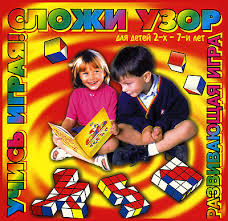 СЛОЖИ УЗОР
для детей 2-х - 7-и лет
УЧИСЬ ИГРАЯ!
РАЗВИВАЮЩАЯ ИГРА